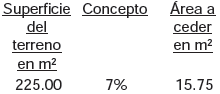 Superficie Concepto Área a
del ceder
terreno en m²
en m²
225.00 7% 15.75